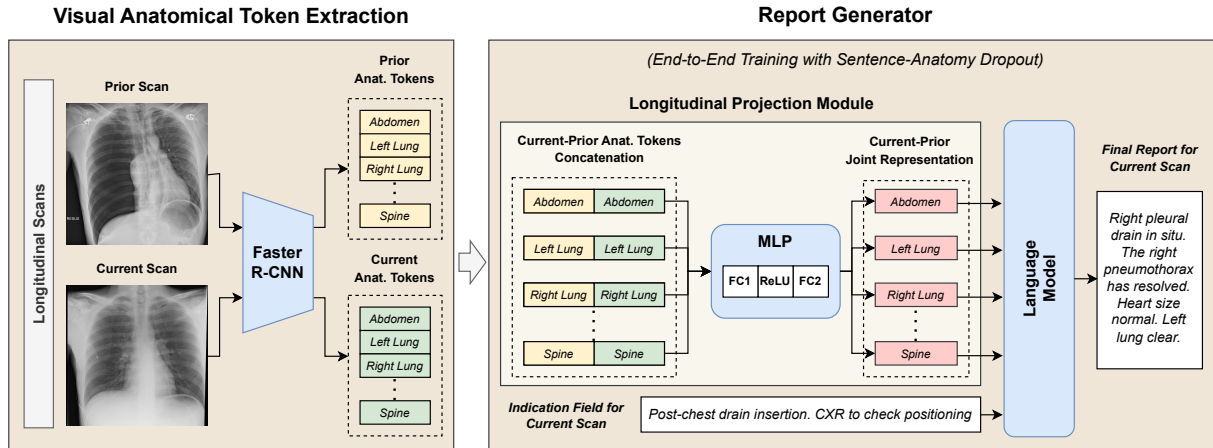 Visual Anatomical Token Extraction
Longitudinal Scans
Prior Scan
Current Scan
Faster
R-CNN
Prior
Anat. Tokens
Abdomen
Left Lung
Right Lung
Spine
Current
Anat. Tokens
Abdomen
Left Lung
Right Lung
Spine
Report Generator
(End-to-End Training with Sentence-Anatomy Dropout)
Longitudinal Projection Module
Current-Prior Anat. Tokens
Concatenation
Abdomen Abdomen
Left Lung Left Lung
Right Lung Right Lung
Spine Spine
MLP
FC1 ReLU FC2
Current-Prior
Joint Representation
Abdomen
Left Lung
Right Lung
Spine
Indication Field for
Current Scan
Post-chest drain insertion. CXR to check positioning
Language
Model
Final Report for
Current Scan
Right pleural
drain in situ.
The right
pneumothorax
has resolved.
Heart size
normal. Left
lung clear.